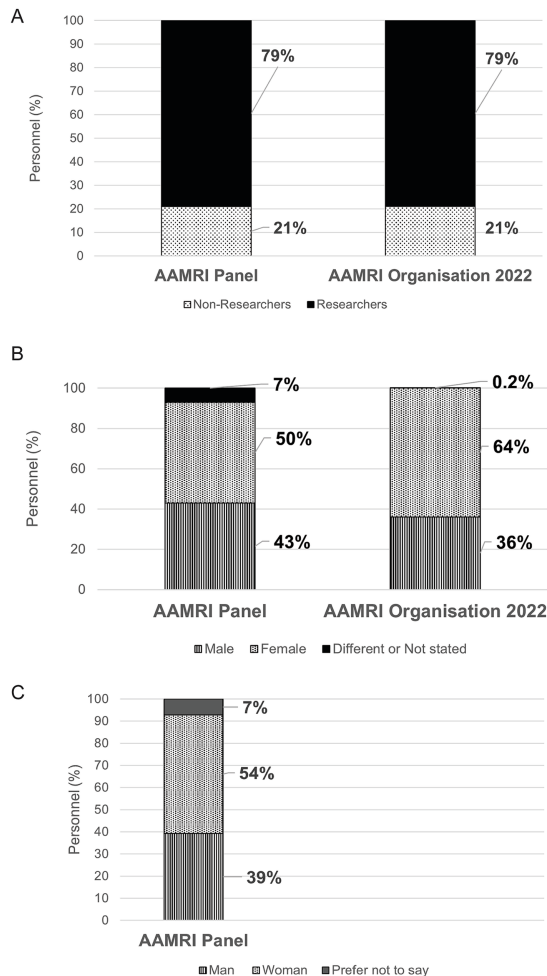 A
Personnel (%)
100
90
80
70
60
50
40
30
20
10
0
79%
79%
21%
21%
AAMRI Panel
AAMRI Organisation 2022
Non-Researchers
Researchers
B
Personnel (%)
100
80
60
40
20
0
7%
0.2%
50%
64%
43%
36%
AAMRI Panel
AAMRI Organisation 2022
Male
Female
Different or Not stated
C
Personnel (%)
100
90
80
70
60
50
40
30
20
10
0
7%
54%
39%
AAMRI Panel
Man
Woman
Prefer not to say